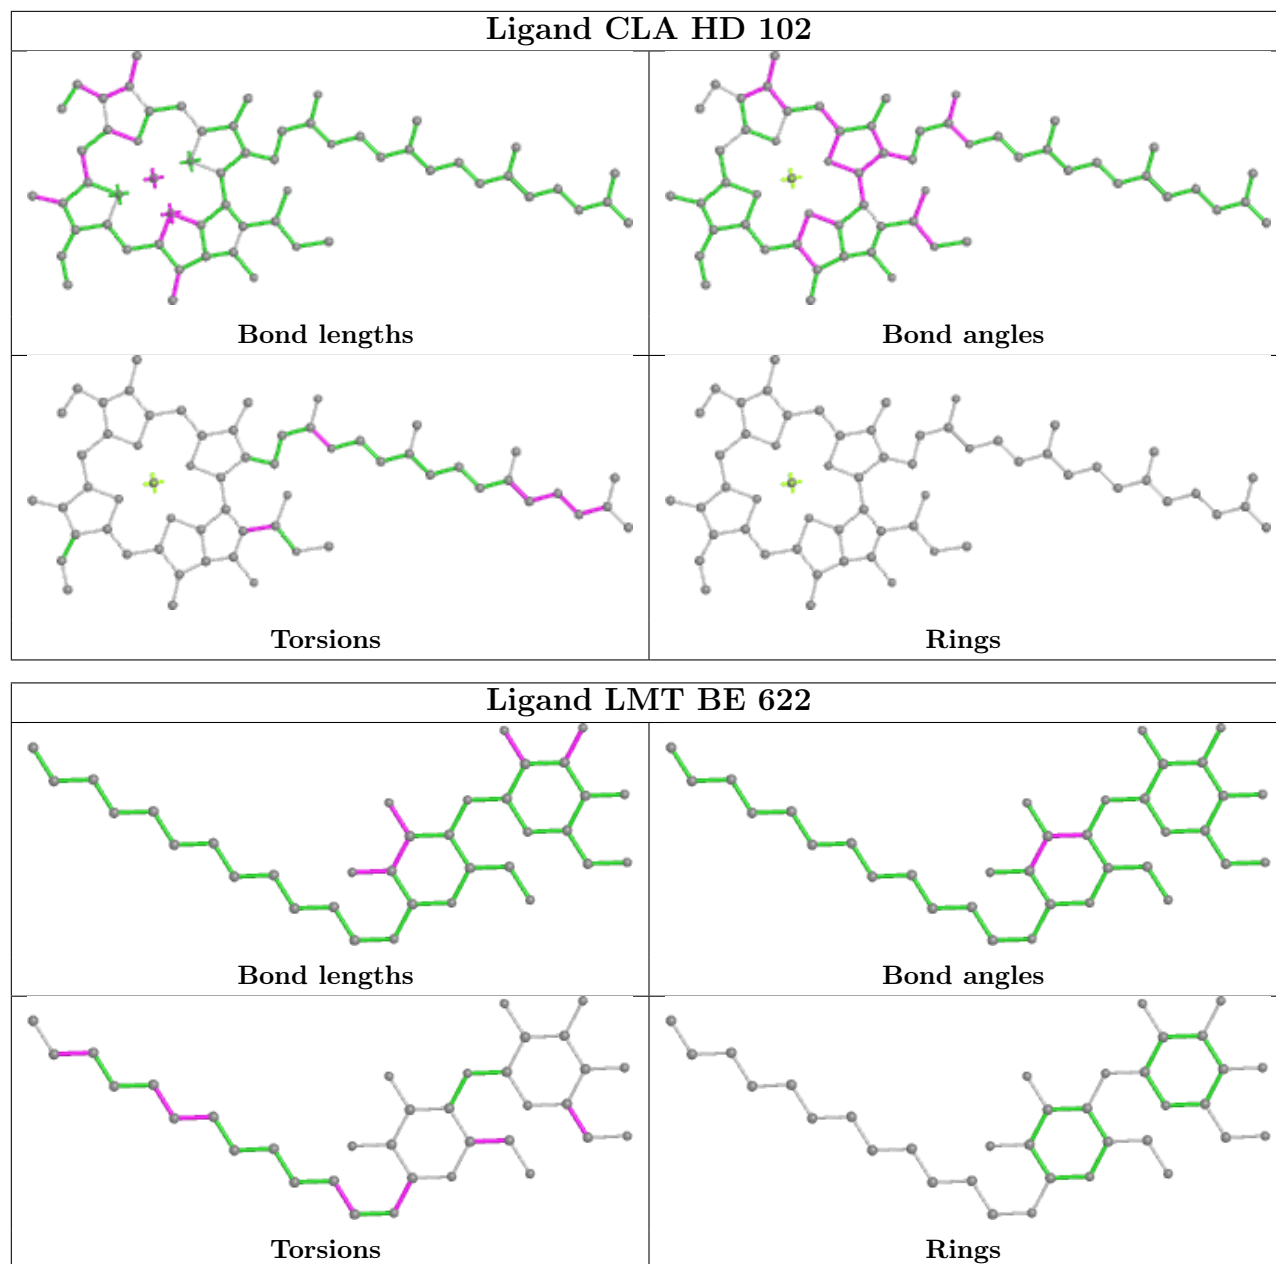 Ligand CLA HD 102
Bond lengths
Bond angles
Torsions
Rings
Ligand LMT BE 622
Bond lengths
Bond angles
Torsions
Rings